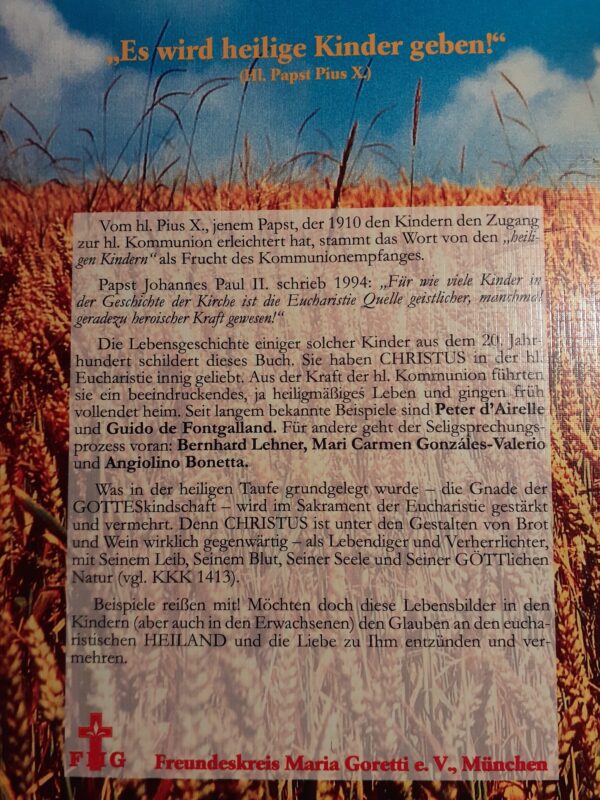 „Es wird heilige Kinder geben!“
(Hl. Papst Pius X.)
Vom hl. Pius X., jenem Papst, der 1910 den Kindern den Zugang
zur hl. Kommunion erleichtert hat, stammt das Wort von den „heili-
gen Kindern“ als Frucht des Kommunionempfanges.
Papst Johannes Paul II. schrieb 1994: „Für wie viele Kinder in
der Geschichte der Kirche ist die Eucharistie Quelle geistlicher, manchmal
geradezu heroischer Kraft gewesen!“
Die Lebensgeschichte einiger solcher Kinder aus dem 20. Jahr-
hundert schildert dieses Buch. Sie haben CHRISTUS in der hl.
Eucharistie innig geliebt. Aus der Kraft der hl. Kommunion führten
sie ein beeindruckendes, ja heiligmäßiges Leben und gingen früh
vollendet heim. Seit langem bekannte Beispiele sind Peter d’Airelle
und Guido de Fontgalland. Für andere geht der Seligsprechungs-
prozess voran: Bernhard Lehner, Mari Carmen Gonzáles-Valerio
und Angiolino Bonetta.
Was in der heiligen Taufe grundgelegt wurde – die Gnade der
GOTTESkindschaft – wird im Sakrament der Eucharistie gestärkt
und vermehrt. Denn CHRISTUS ist unter den Gestalten von Brot
und Wein wirklich gegenwärtig – als Lebendiger und Verherrlichter,
mit Seinem Leib, Seinem Blut, Seiner Seele und Seiner GÖTTlichen
Natur (vgl. KKK 1413).
Beispiele reißen mit! Möchten doch diese Lebensbilder in den
Kindern (aber auch in den Erwachsenen) den Glauben an den eucha-
ristischen HEILAND und die Liebe zu Ihm entzünden und ver-
mehren.
F G
Freundeskreis Maria Goretti e. V., München